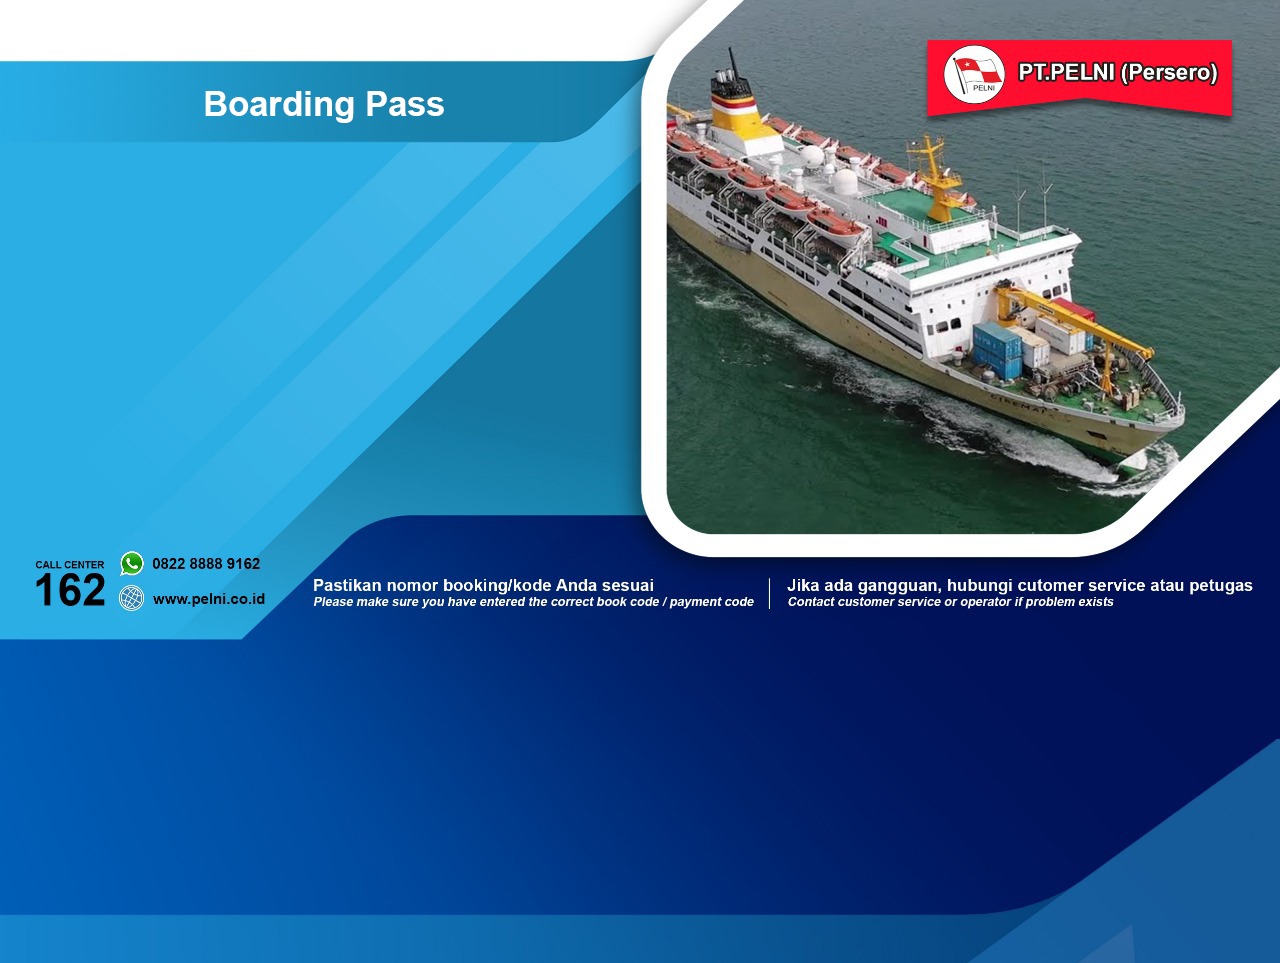 Boarding Pass
PELNI
PT.PELNI (Persero)
CIREMAI
CALL CENTER
162
0822 8888 9162
www.pelni.co.id
Pastikan nomor booking/kode Anda sesuai
Please make sure you have entered the correct book code / payment code
Jika ada gangguan, hubungi cutomer service atau petugas
Contact customer service or operator if problem exists